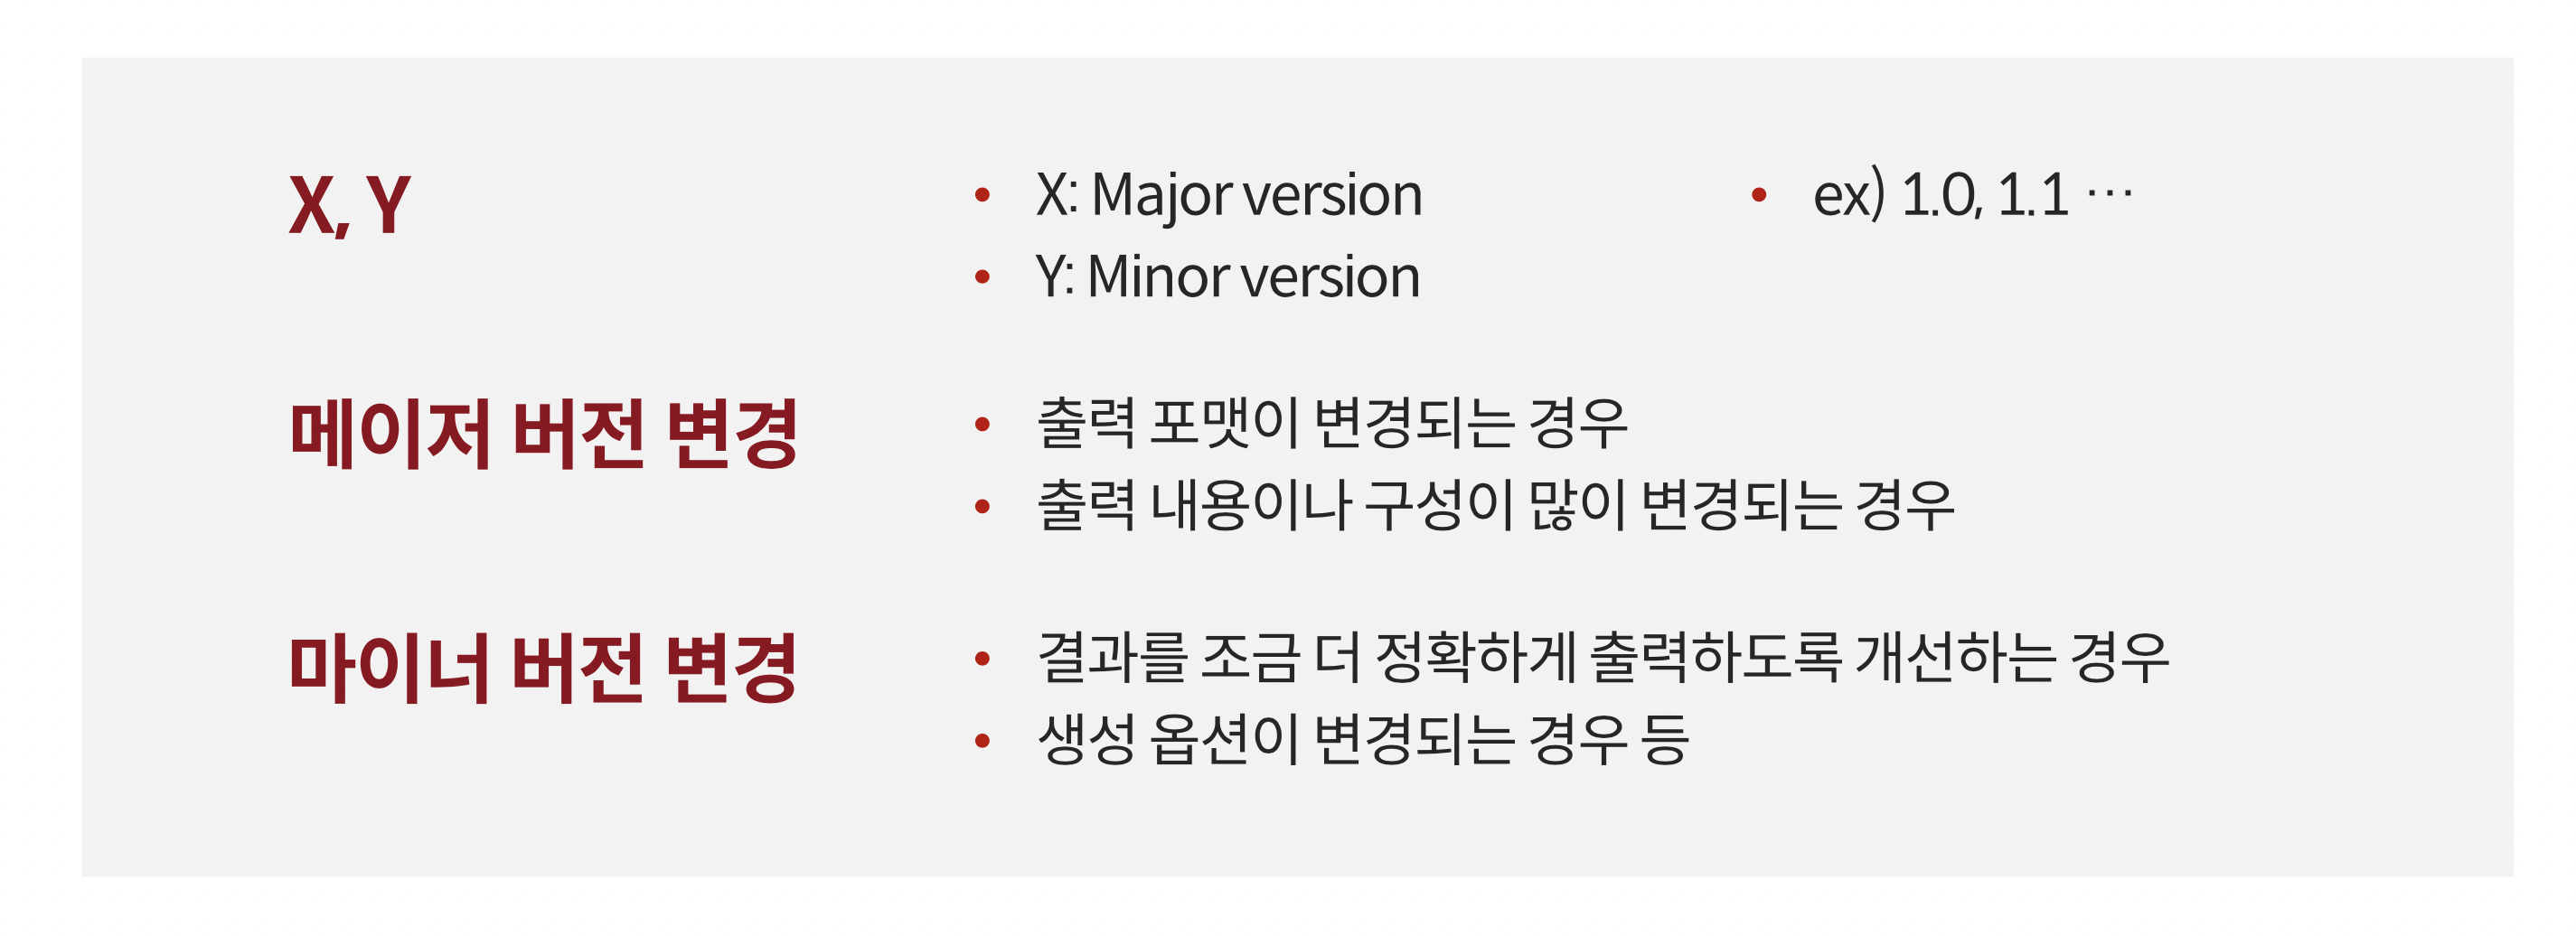 X, Y
• X: Major version
• ex) 1.0, 1.1 …
• Y: Minor version
메이저 버전 변경
• 출력 포맷이 변경되는 경우
• 출력 내용이나 구성이 많이 변경되는 경우
마이너 버전 변경
• 결과를 조금 더 정확하게 출력하도록 개선하는 경우
• 생성 옵션이 변경되는 경우 등